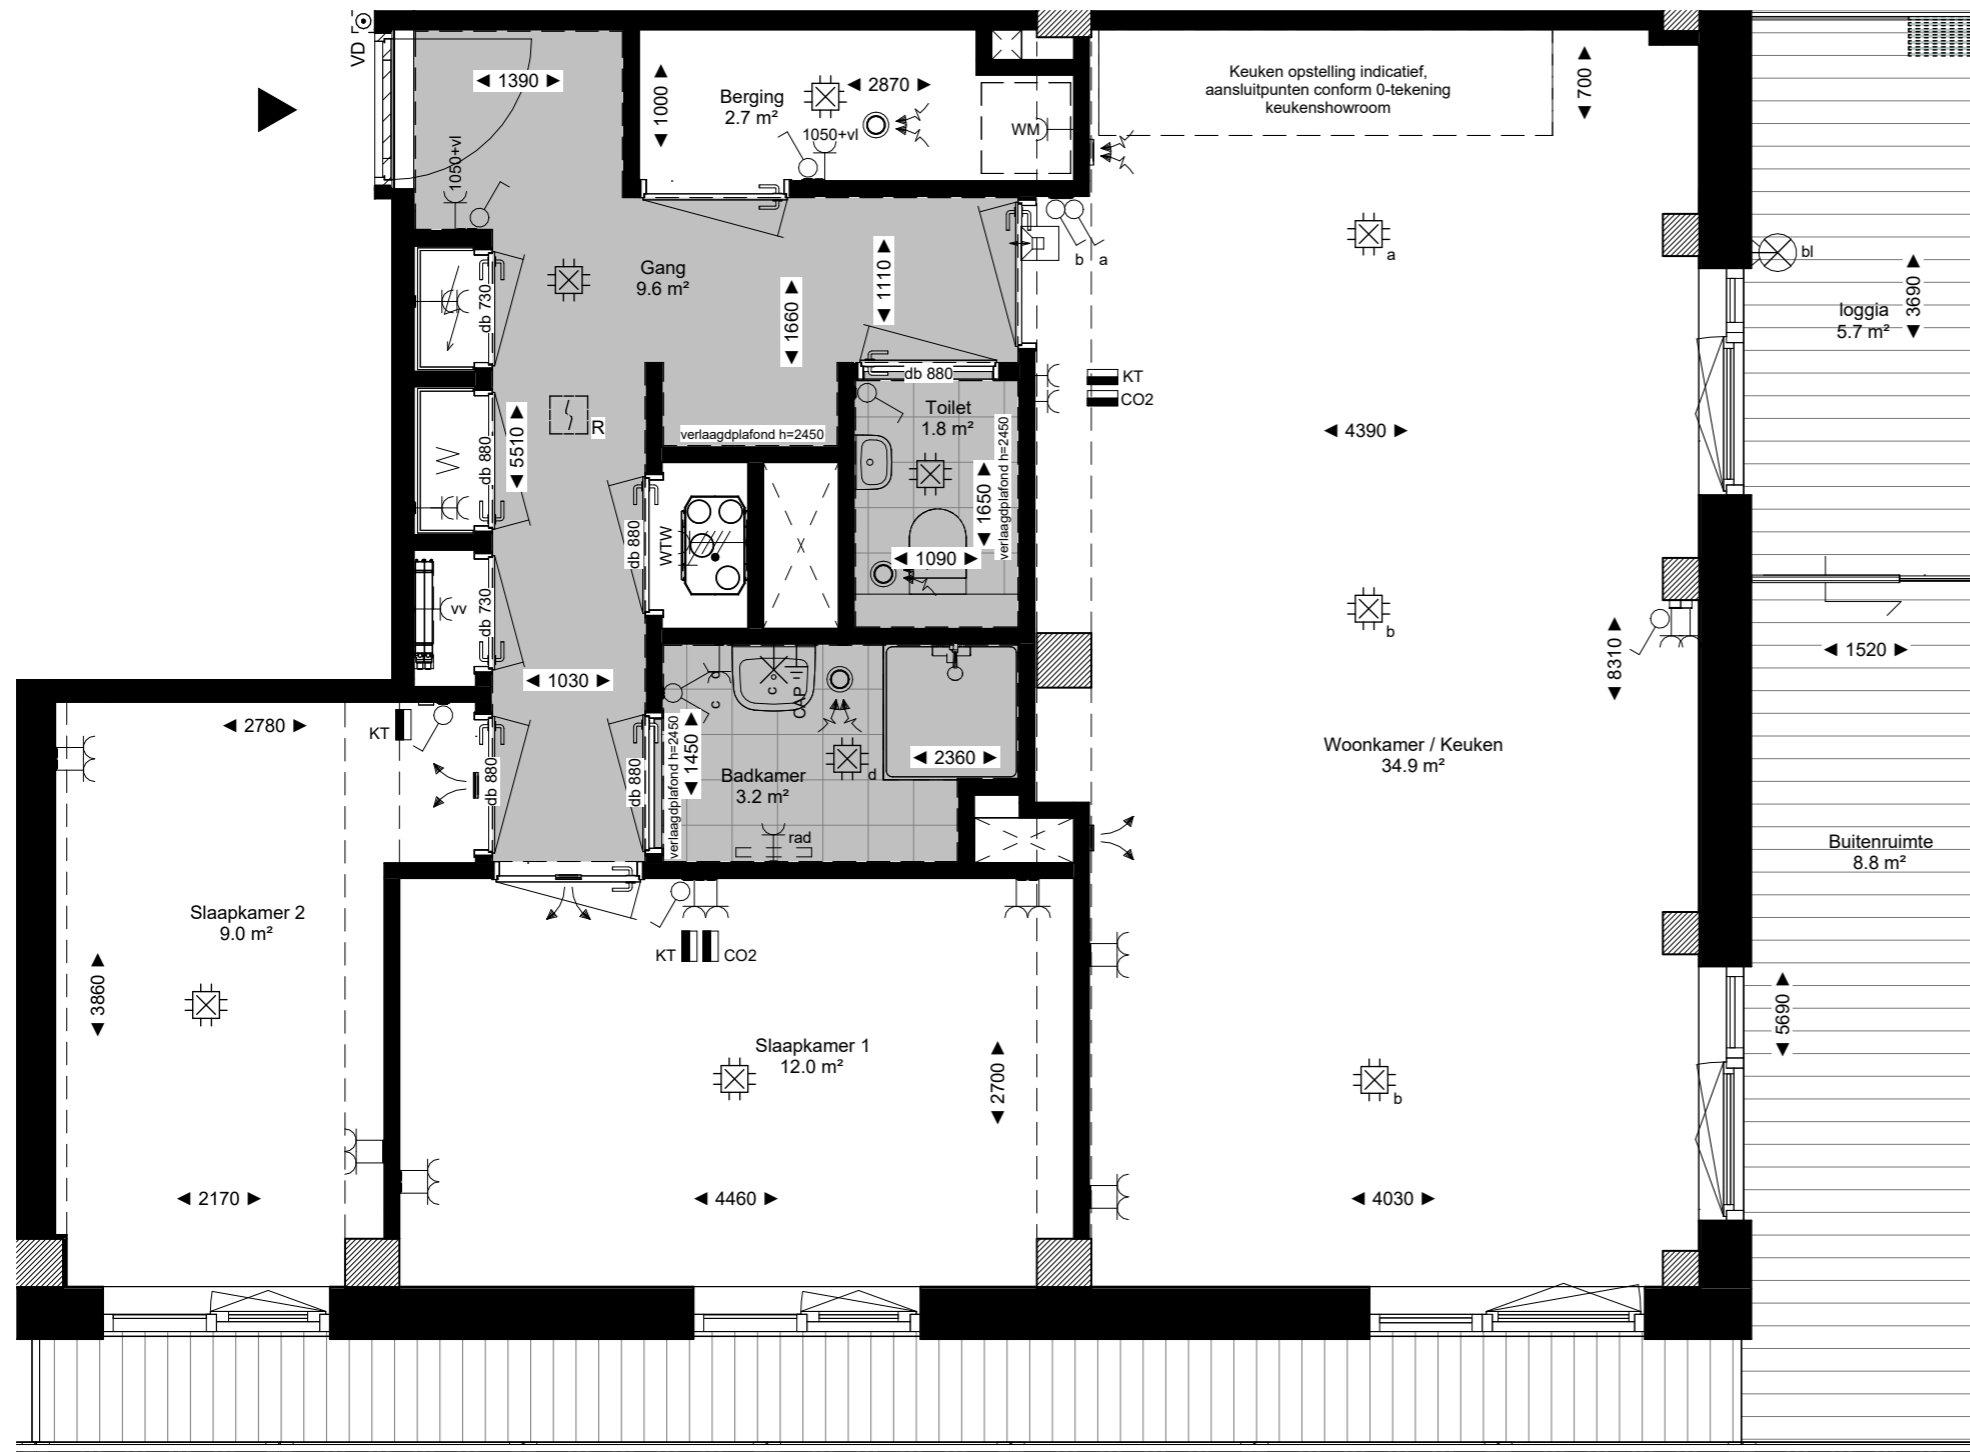 VD
◄ 1390 ►
◄ 1000 ►
Berging
2.7 m²
◄ 2870 ►
1050+vl
WM
Keuken opstelling indicatief,
aansluitpunten conform 0-tekening
keukenshowroom
◄ 700 ►
1050+vl
Gang
9.6 m²
◄ 1660 ►
◄ 1110 ►
b a
a
bl
loggia
5.7 m²
◄ 3690 ►
db 730
db 880
KT
CO2
R
W
db 880
◄ 5510 ►
verlaagdplafond h=2450
Toilet
1.8 m²
◄ 1650 ►
verlaagdplafond h=2450
◄ 1090 ►
◄ 4390 ►
db 880
WTW
vv
db 730
b
◄ 8310 ►
◄ 1520 ►
◄ 1030 ►
c
d
c
CAP
KT
◄ 2780 ►
db 880
db 880
verlaagdplafond h=2450
◄ 1450 ►
Badkamer
3.2 m²
d
◄ 2360 ►
rad
Woonkamer / Keuken
34.9 m²
Buitenruimte
8.8 m²
Slaapkamer 2
9.0 m²
KT
CO2
◄ 3860 ►
Slaapkamer 1
12.0 m²
◄ 2700 ►
b
◄ 5690 ►
◄ 2170 ►
◄ 4460 ►
◄ 4030 ►